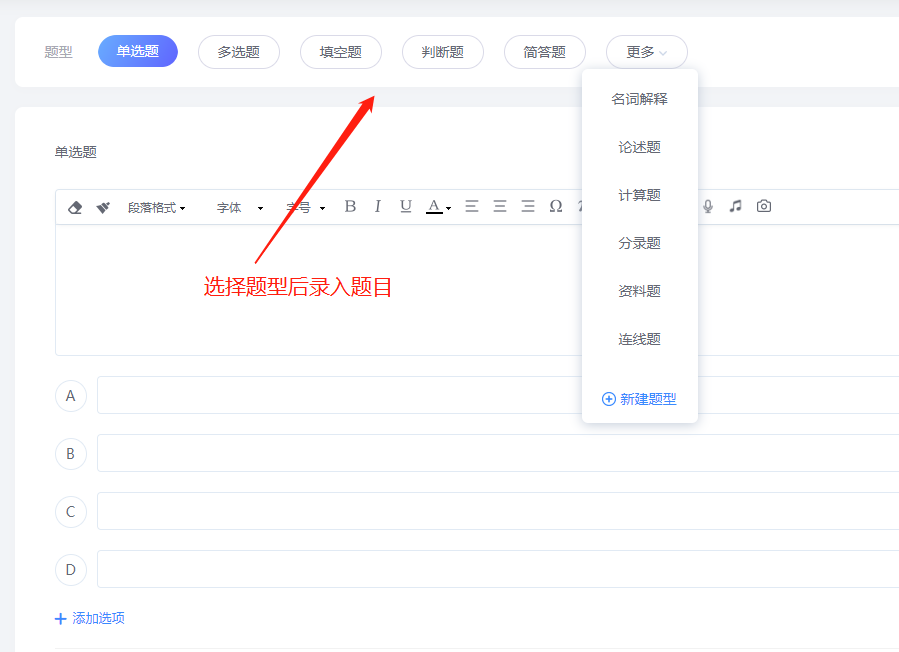 题型 单选题 多选题 填空题 判断题 简答题 更多
名词解释
论述题
计算题
分录题
资料题
连线题
新建题型
单选题
段落格式 字体 字号 B I U A Ω
选择题型后录入题目
A
B
C
D
添加选项